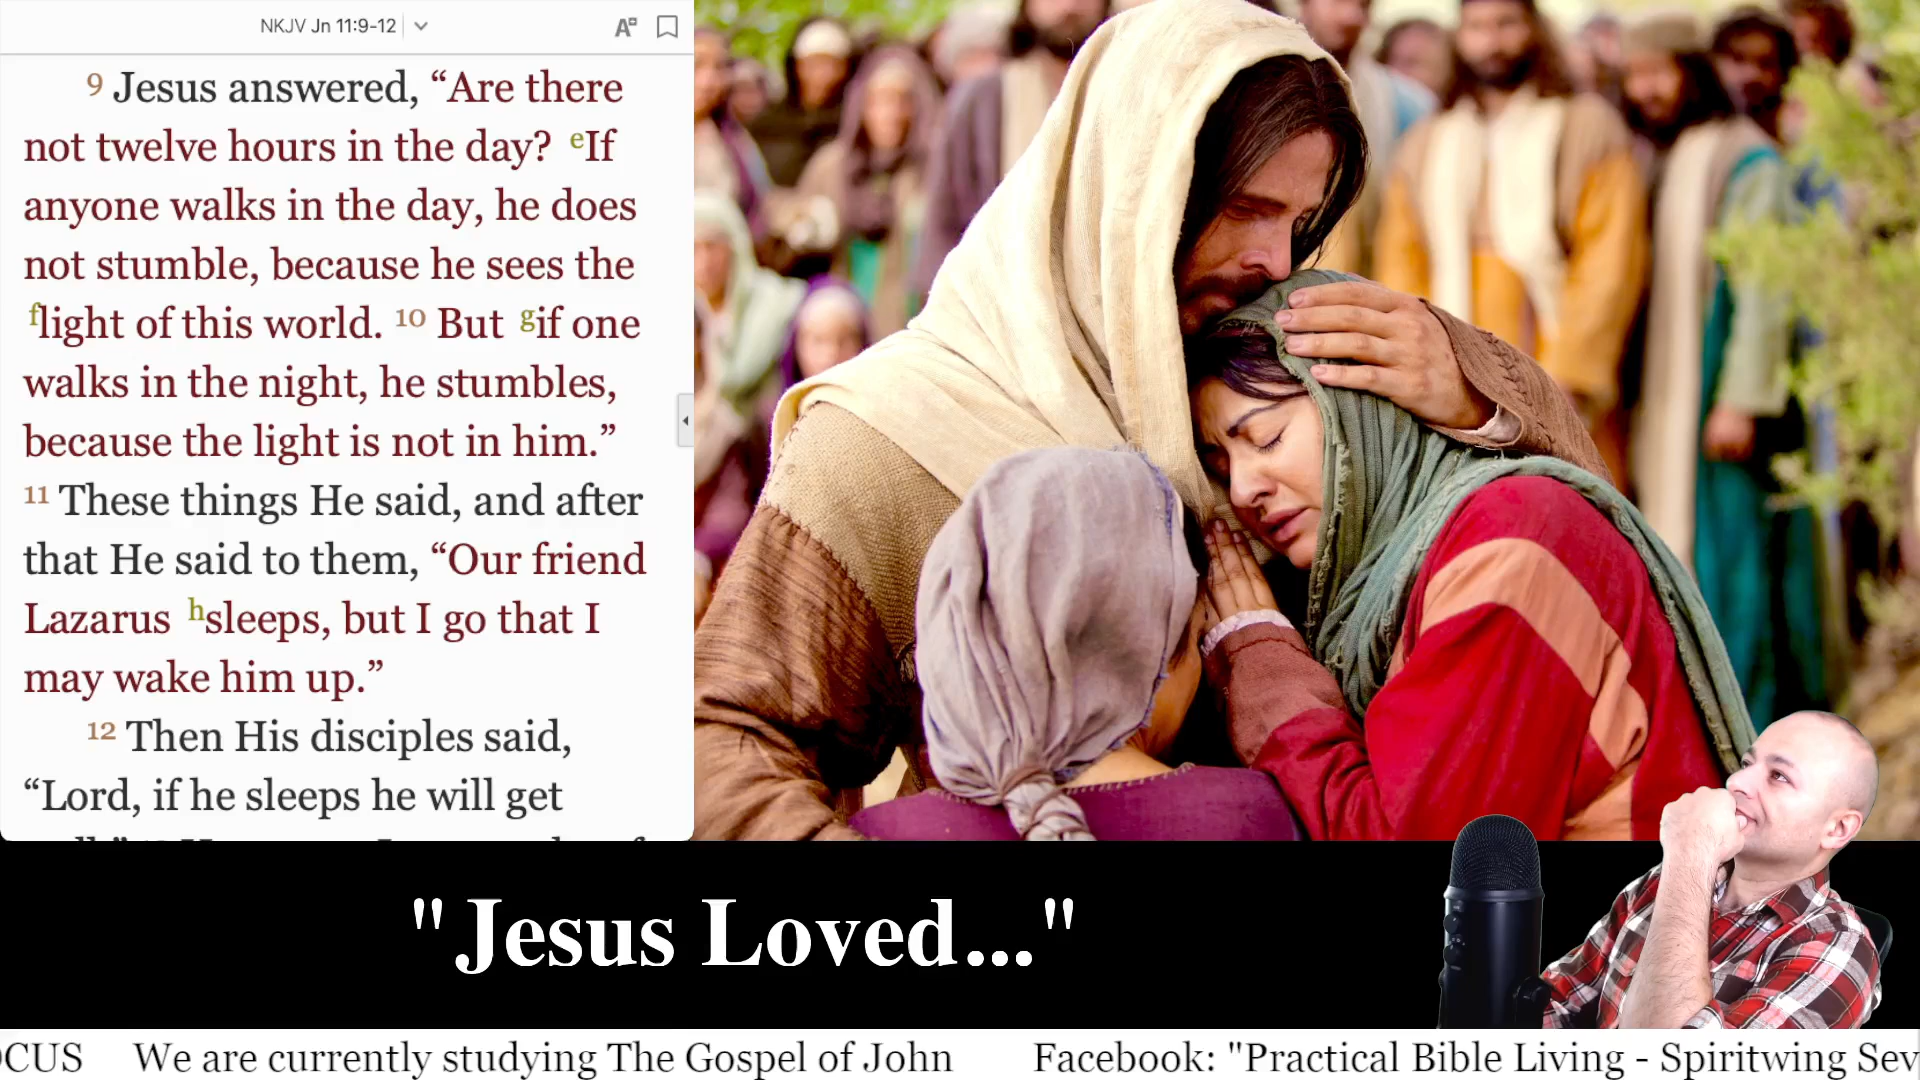 NKJV Jn 11:9-12
9 Jesus answered, “Are there
not twelve hours in the day? eIf
anyone walks in the day, he does
not stumble, because he sees the
flight of this world. 10 But gif one
walks in the night, he stumbles,
because the light is not in him.”
11 These things He said, and after
that He said to them, “Our friend
Lazarus hsleeps, but I go that I
may wake him up.”
12 Then His disciples said,
“Lord, if he sleeps he will get
"Jesus Loved..."
We are currently studying The Gospel of John Facebook: "Practical Bible Living - Spiritwing Sev